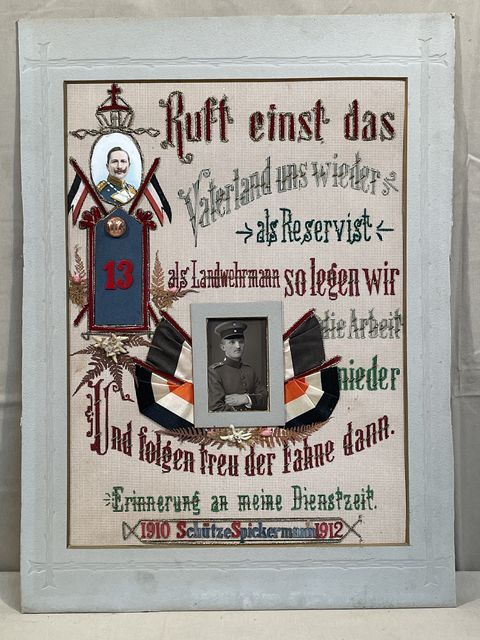 Ruft einst das
Vaterland uns wieder
als Reservist
als Landwehrmann so legen wir
die Arbeit
nieder
Und folgen treu der Fahne dann.
Erinnerung an meine Dienstzeit.
1910 Schütze Spickermann 1912
13